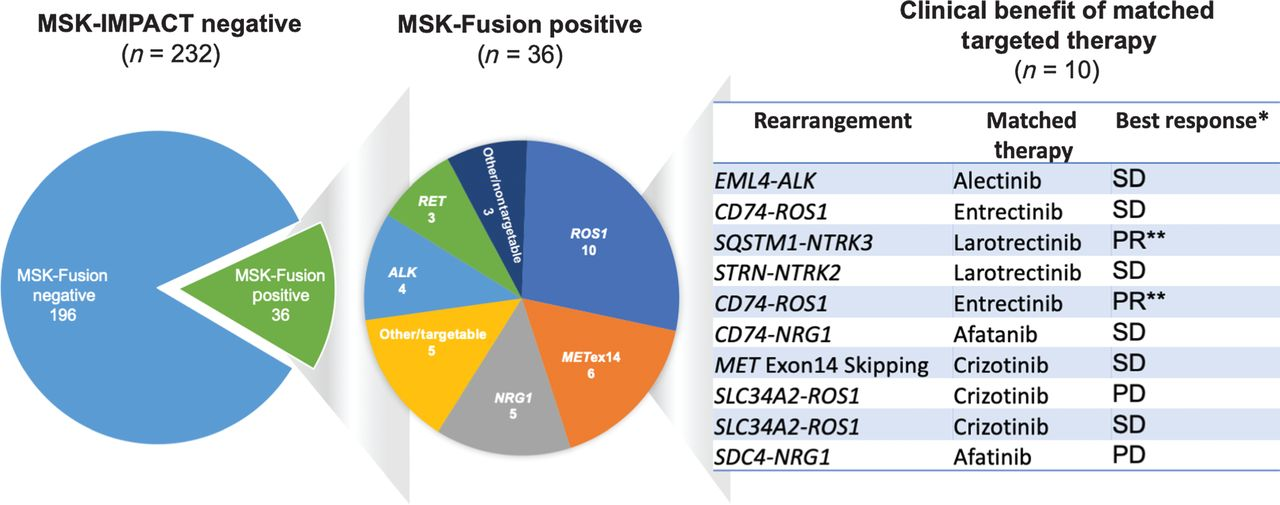 MSK-IMPACT negative
(n = 232)
MSK-Fusion
negative
196
MSK-Fusion
positive
36
MSK-Fusion positive
(n = 36)
Other/nontargetable
3
ROS1
10
METex14
6
NRG1
5
Other/targetable
5
ALK
4
RET
3
Clinical benefit of matched
targeted therapy
(n = 10)
Rearrangement Matched Best response*
therapy
EML4-ALK Alectinib SD
CD74-ROS1 Entrectinib SD
SQSTM1-NTRK3 Larotrectinib PR**
STRN-NTRK2 Larotrectinib SD
CD74-ROS1 Entrectinib PR**
CD74-NRG1 Afatanib SD
MET Exon14 Skipping Crizotinib SD
SLC34A2-ROS1 Crizotinib PD
SLC34A2-ROS1 Crizotinib SD
SDC4-NRG1 Afatinib PD